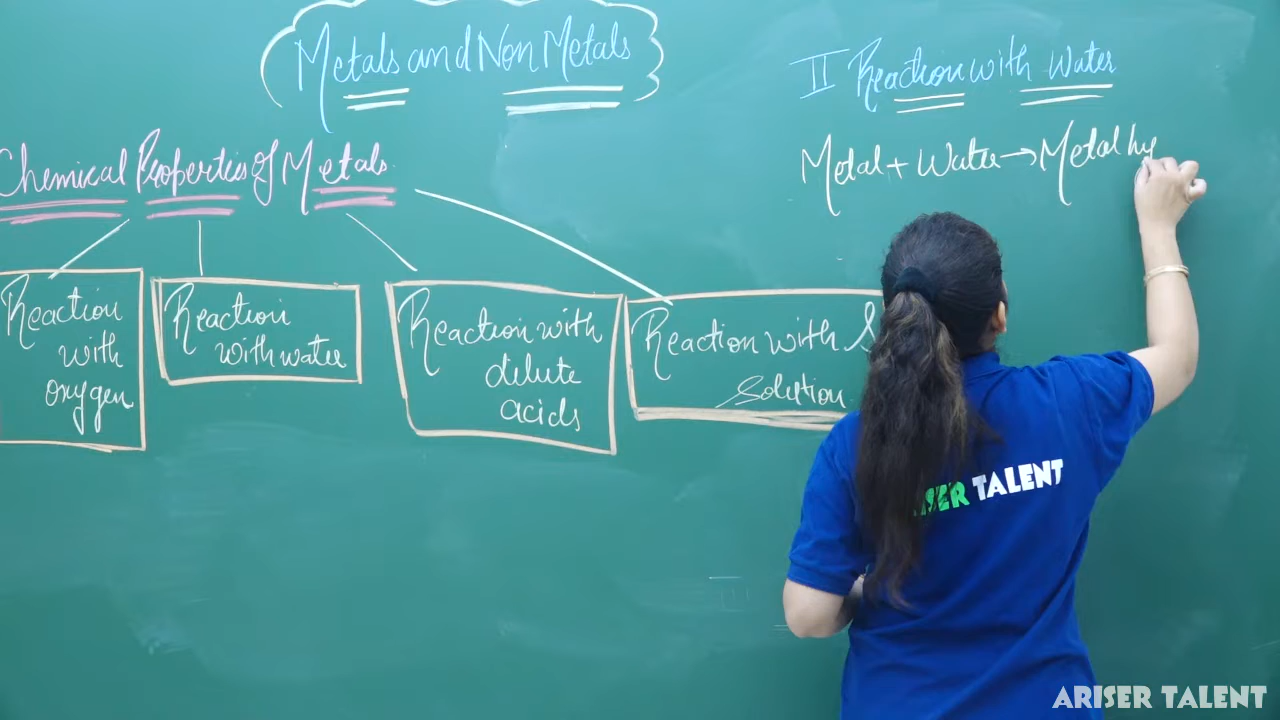 Metals and Non Metals
Chemical Properties of Metals
Reaction
with
oxygen
Reaction
with water
Reaction with
dilute
acids
Reaction with S
solution
II Reaction with Water
Metal + Water → Metal hy
ISER TALENT
ARISER TALENT